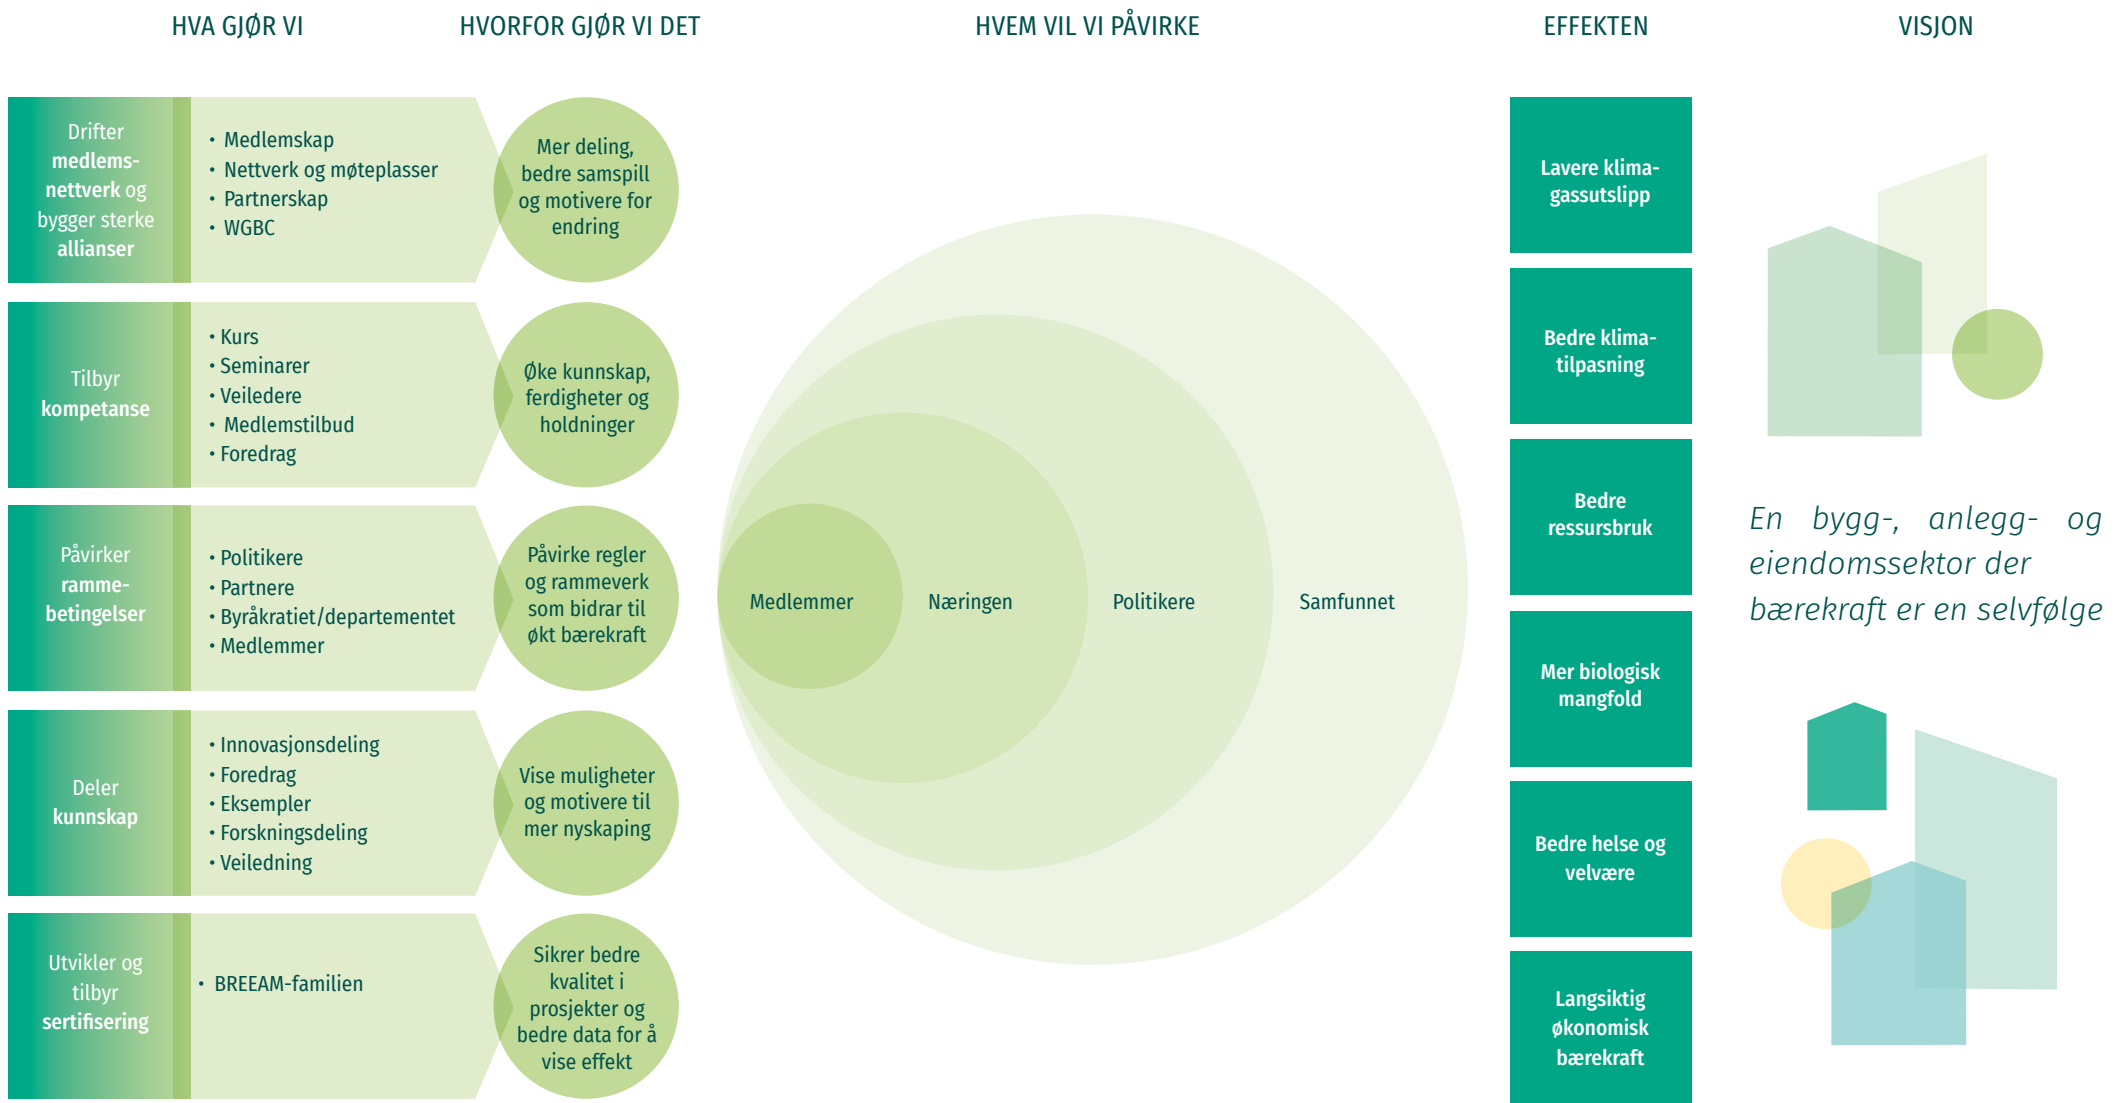 HVA GJØR VI
HVORFOR GJØR VI DET
HVEM VIL VI PÅVIRKE
EFFEKTEN
VISJON
Drifter
medlems-
nettverk og
bygger sterke
allianser
• Medlemskap
• Nettverk og møteplasser
• Partnerskap
• WGBC
Mer deling,
bedre samspill
og motivere for
endring
Tilbyr
kompetanse
• Kurs
• Seminarer
• Veiledere
• Medlemstilbud
• Foredrag
Øke kunnskap,
ferdigheter og
holdninger
Påvirker
ramme-
betingelser
• Politikere
• Partnere
• Byråkratiet/departementet
• Medlemmer
Påvirke regler
og rammeverk
som bidrar til
økt bærekraft
Deler
kunnskap
• Innovasjonsdeling
• Foredrag
• Eksempler
• Forskningsdeling
• Veiledning
Vise muligheter
og motivere til
mer nyskaping
Utvikler og
tilbyr
sertifisering
• BREEAM-familien
Sikrer bedre
kvalitet i
prosjekter og
bedre data for å
vise effekt
Medlemmer
Næringen
Politikere
Samfunnet
Lavere klima-
gassutslipp
Bedre klima-
tilpasning
Bedre
ressursbruk
Mer biologisk
mangfold
Bedre helse og
velvære
Langsiktig
økonomisk
bærekraft
En bygg-, anlegg- og
eiendomssektor der
bærekraft er en selvfølge